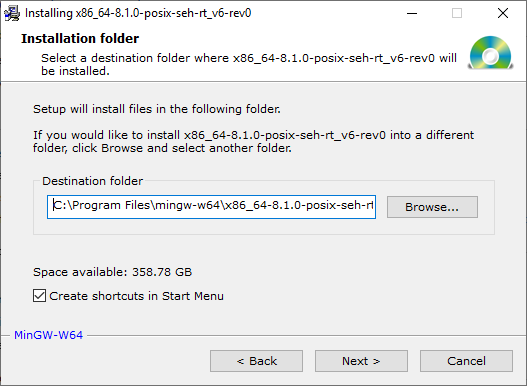 Installing x86_64-8.1.0-posix-seh-rt_v6-rev0
Installation folder
Select a destination folder where x86_64-8.1.0-posix-seh-rt_v6-rev0 will
be installed.
Setup will install files in the following folder.
If you would like to install x86_64-8.1.0-posix-seh-rt_v6-rev0 into a different
folder, click Browse and select another folder.
Destination folder
C:\Program Files\mingw-w64\x86_64-8.1.0-posix-seh-rt
Browse...
Space available: 358.78 GB
Create shortcuts in Start Menu
MinGW-W64
< Back
Next >
Cancel